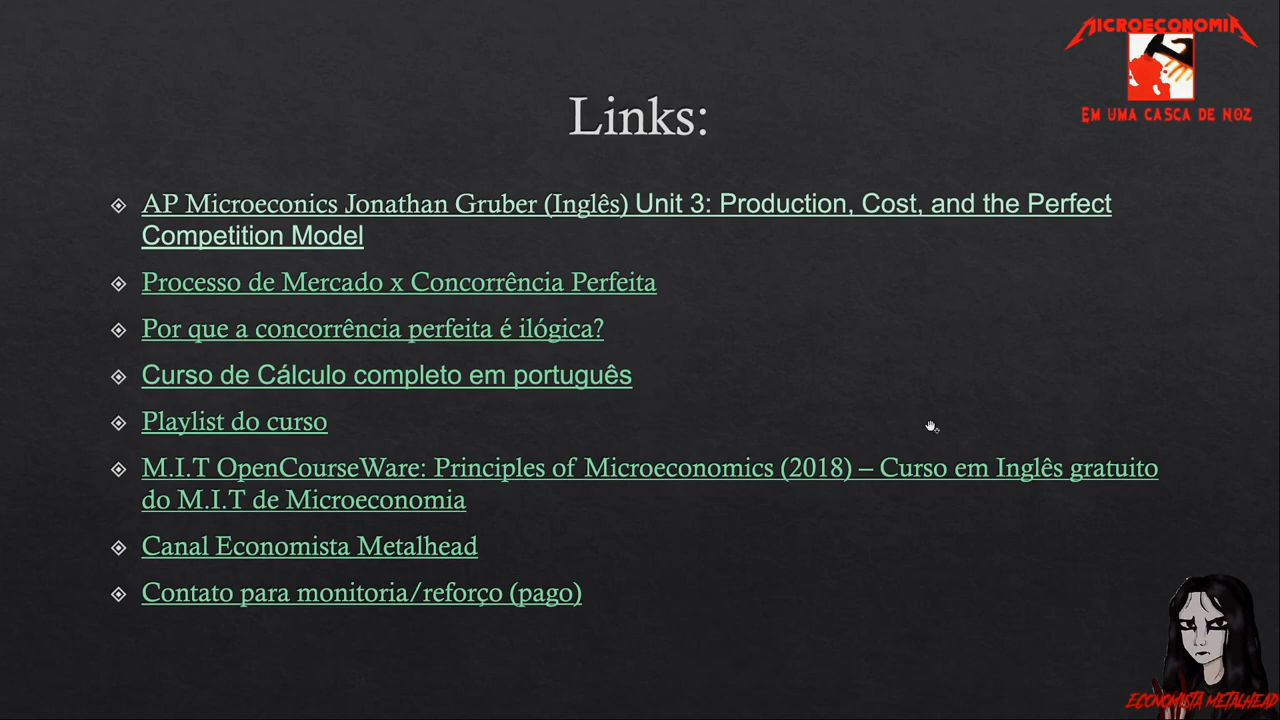 MICROECONOMIA
EM UMA CASCA DE NOZ
Links:
AP Microeconics Jonathan Gruber (Inglês) Unit 3: Production, Cost, and the Perfect
Competition Model
Processo de Mercado x Concorrência Perfeita
Por que a concorrência perfeita é ilógica?
Curso de Cálculo completo em português
Playlist do curso
M.I.T OpenCourseWare: Principles of Microeconomics (2018) – Curso em Inglês gratuito
do M.I.T de Microeconomia
Canal Economista Metalhead
Contato para monitoria/reforço (pago)
ECONOMISTA METALHEAD